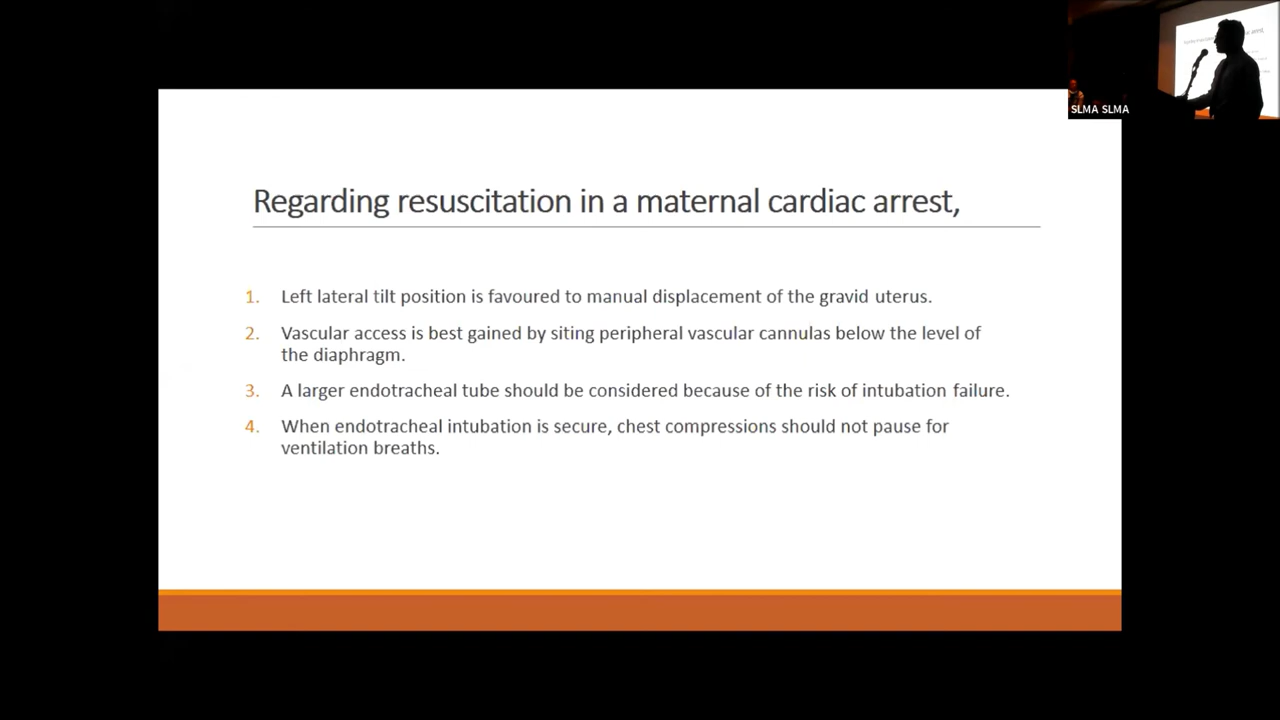 SLMA SLMA
Regarding resuscitation in a maternal cardiac arrest,
1. Left lateral tilt position is favoured to manual displacement of the gravid uterus.
2. Vascular access is best gained by siting peripheral vascular cannulas below the level of
the diaphragm.
3. A larger endotracheal tube should be considered because of the risk of intubation failure.
4. When endotracheal intubation is secure, chest compressions should not pause for
ventilation breaths.